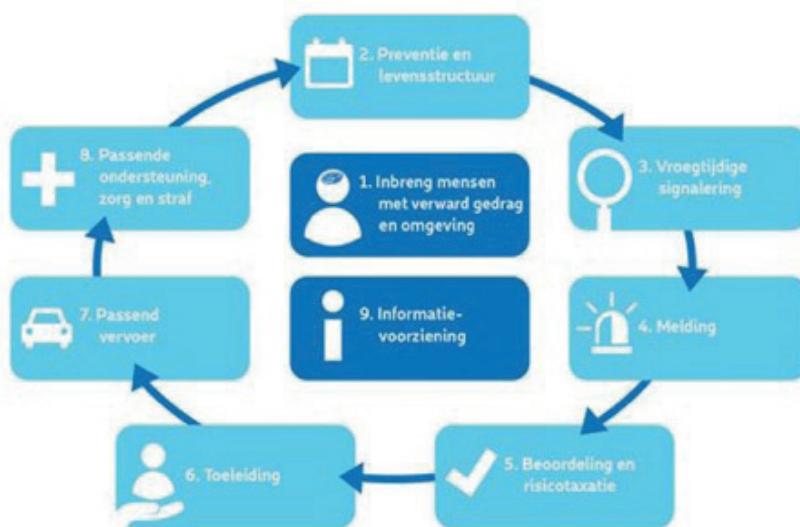 2. Preventie en
levensstructuur
8. Passende
ondersteuning,
zorg en straf
1. Inbreng mensen
met verward gedrag
en omgeving
3. Vroegtijdige
signalering
7. Passend
vervoer
9. Informatie-
voorziening
4. Melding
6. Toeleiding
5. Beoordeling en
risicotaxatie